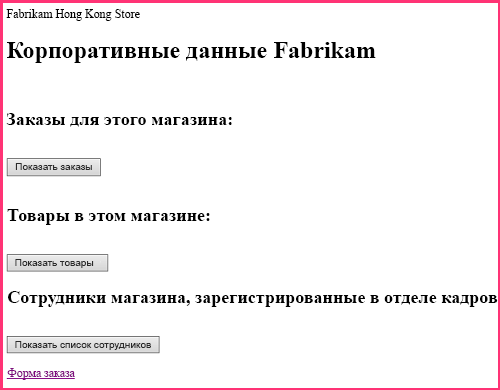 Fabrikam Hong Kong Store
Корпоративные данные Fabrikam
Заказы для этого магазина:
Показать заказы
Товары в этом магазине:
Показать товары
Сотрудники магазина, зарегистрированные в отделе кадров
Показать список сотрудников
Форма заказа